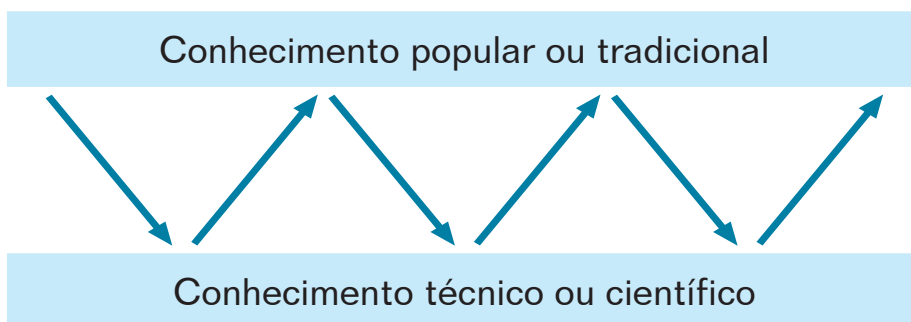 Conhecimento popular ou tradicional
Conhecimento técnico ou científico